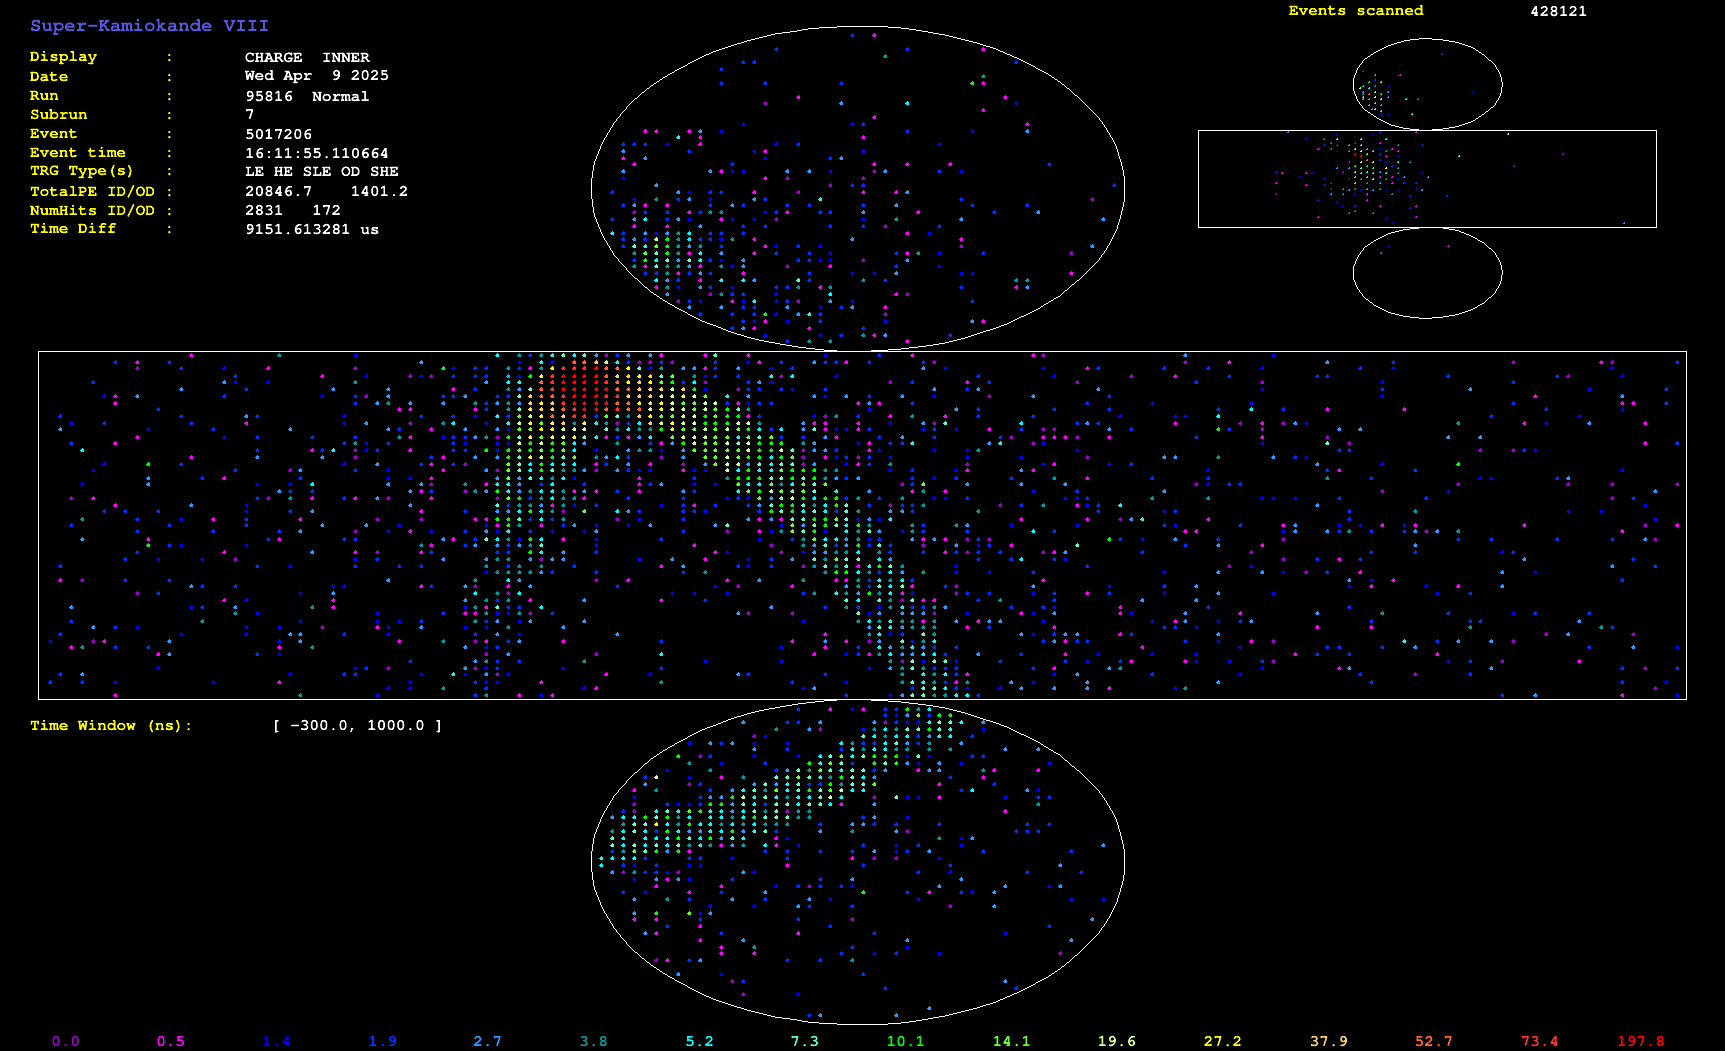 Super-Kamiokande VIII
Events scanned 428121
Display : CHARGE INNER
Date : Wed Apr 9 2025
Run : 95816 Normal
Subrun : 7
Event : 5017206
Event time : 16:11:55.110664
TRG Type(s) : LE HE SLE OD SHE
TotalPE ID/OD : 20846.7 1401.2
NumHits ID/OD : 2831 172
Time Diff : 9151.613281 us
Time Window (ns): [ -300.0, 1000.0 ]
0.0 0.5 1.4 1.9 2.7 3.8 5.2 7.3 10.1 14.1 19.6 27.2 37.9 52.7 73.4 197.8